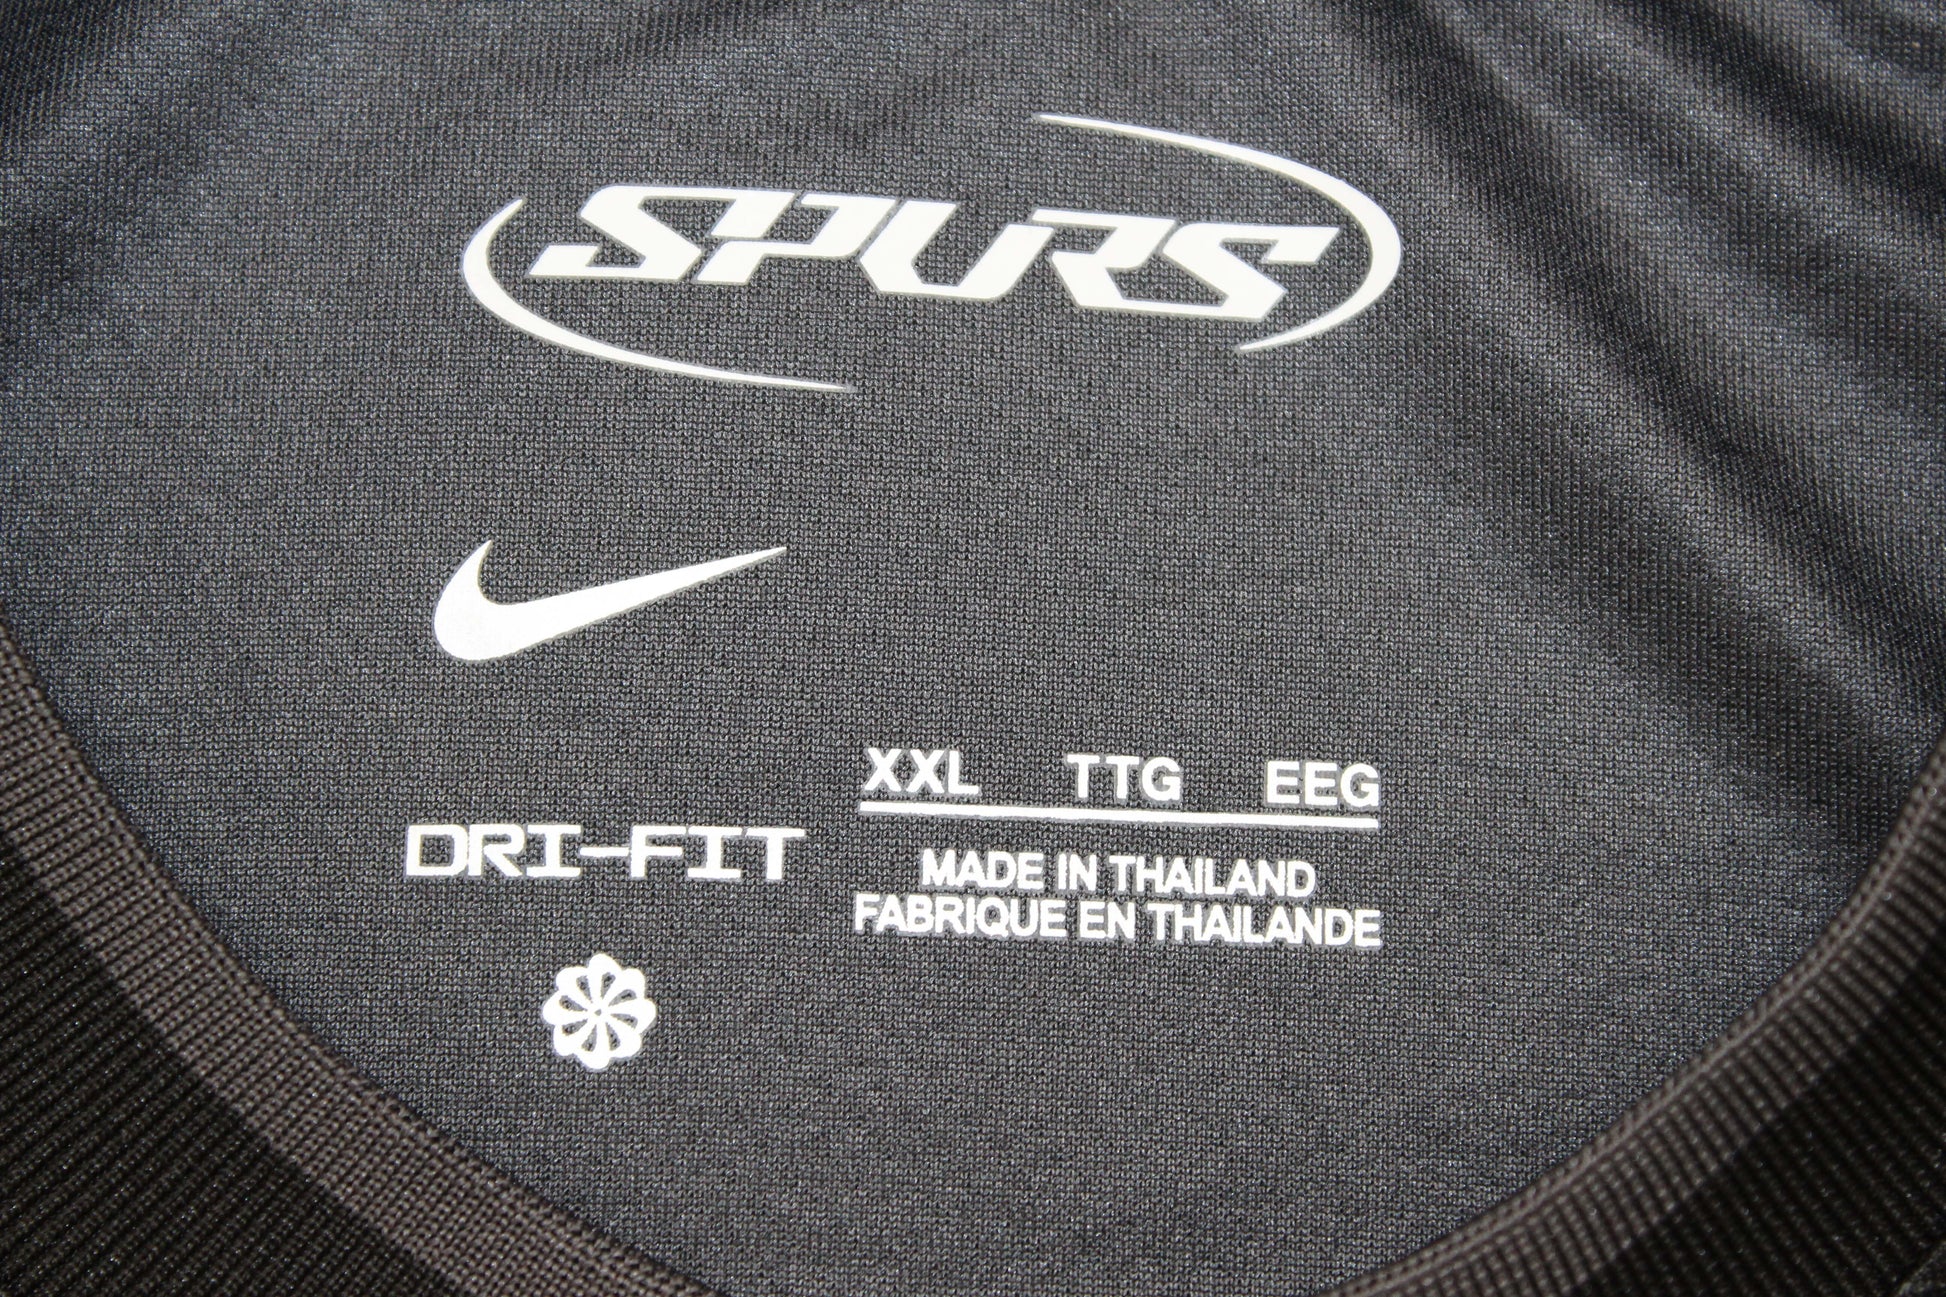 SPURS
XXL TTG EEG
DRI-FIT
MADE IN THAILAND
FABRIQUE EN THAILANDE